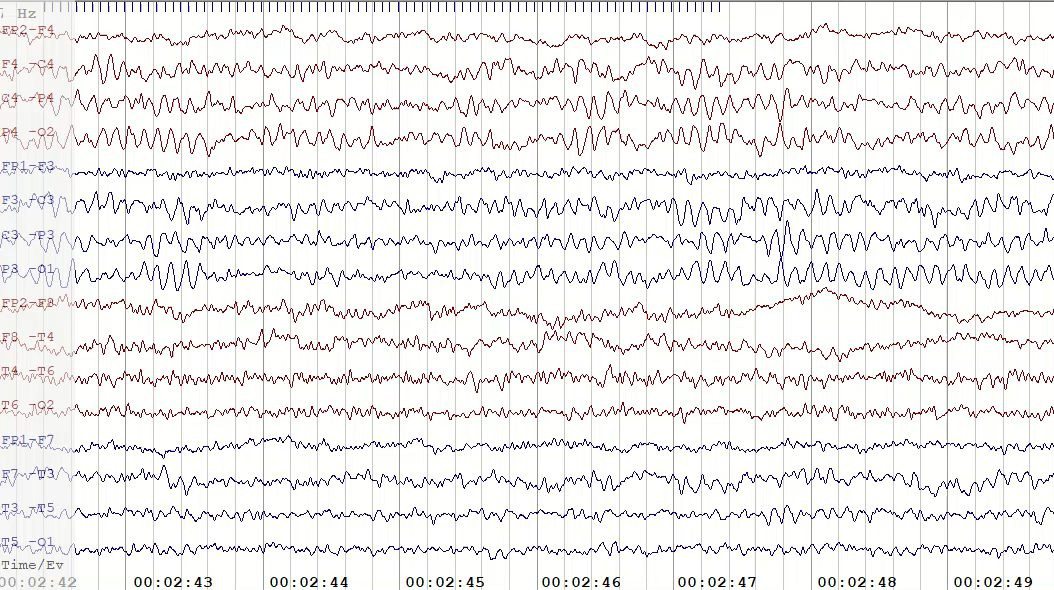 7 Hz
FP2-F4
F4 -C4
C4 -P4
P4 -O2
FP1-F3
F3 -C3
C3 -P3
P3 -O1
FP2-F8
F8 -T4
T4 -T6
T6 -O2
FP1-F7
F7 -T3
T3 -T5
T5 -O1
Time/Ev
00:02:42 00:02:43 00:02:44 00:02:45 00:02:46 00:02:47 00:02:48 00:02:49